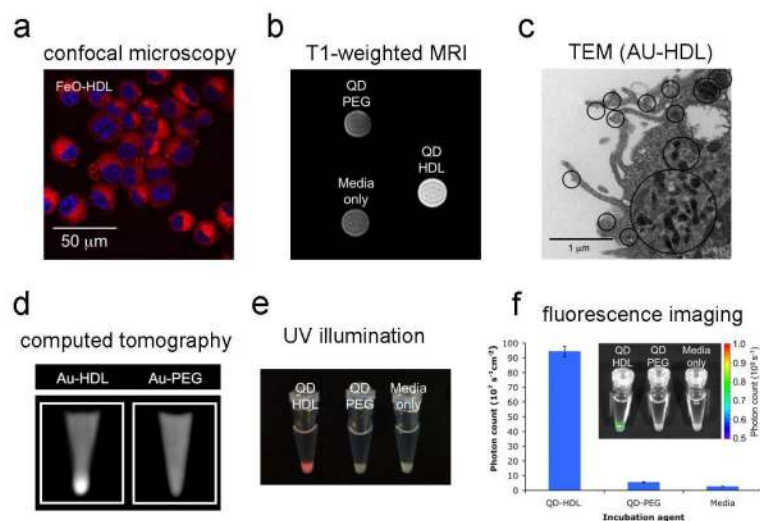 a
confocal microscopy
FeO-HDL
50 μm
b
T1-weighted MRI
QD
PEG
QD
HDL
Media
only
c
TEM (AU-HDL)
1 μm
d
computed tomography
Au-HDL Au-PEG
e
UV illumination
QD QD Media
HDL PEG only
f
fluorescence imaging
Photon count (10⁷ s⁻¹cm⁻²)
100
90
80
70
60
50
40
30
20
10
0
QD QD Media
HDL PEG only
1.0
0.9
0.8
0.7
0.6
0.5
QD-HDL QD-PEG Media
Incubation agent